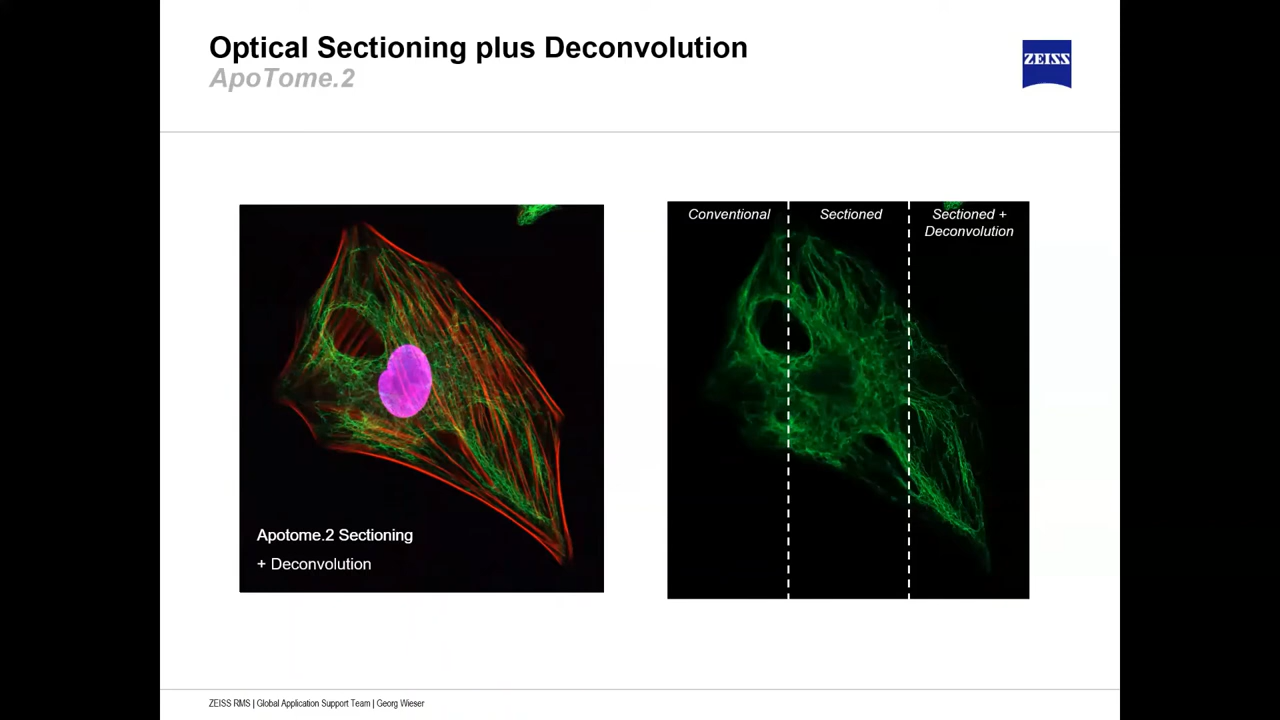 Optical Sectioning plus Deconvolution
ApoTome.2
ZEISS
Conventional
Sectioned
Sectioned +
Deconvolution
Apotome.2 Sectioning
+ Deconvolution
ZEISS RMS | Global Application Support Team | Georg Wieser